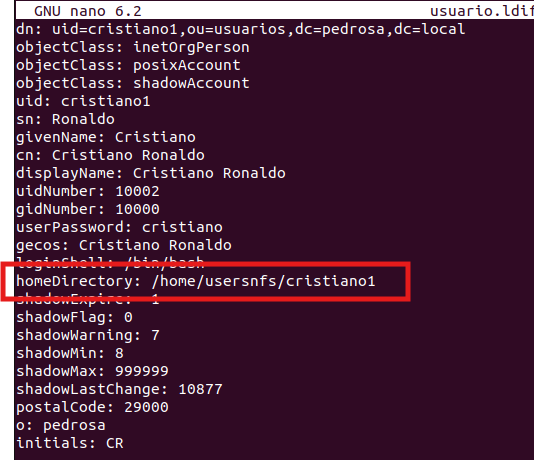 GNU nano 6.2 usuario.ldif
dn: uid=cristiano1,ou=usuarios,dc=pedrosa,dc=local
objectClass: inetOrgPerson
objectClass: posixAccount
objectClass: shadowAccount
uid: cristiano1
sn: Ronaldo
givenName: Cristiano
cn: Cristiano Ronaldo
displayName: Cristiano Ronaldo
uidNumber: 10002
gidNumber: 10000
userPassword: cristiano
gecos: Cristiano Ronaldo
loginShell: /bin/bash
homeDirectory: /home/usersnfs/cristiano1
shadowExpire: -1
shadowFlag: 0
shadowWarning: 7
shadowMin: 8
shadowMax: 999999
shadowLastChange: 10877
postalCode: 29000
o: pedrosa
initials: CR